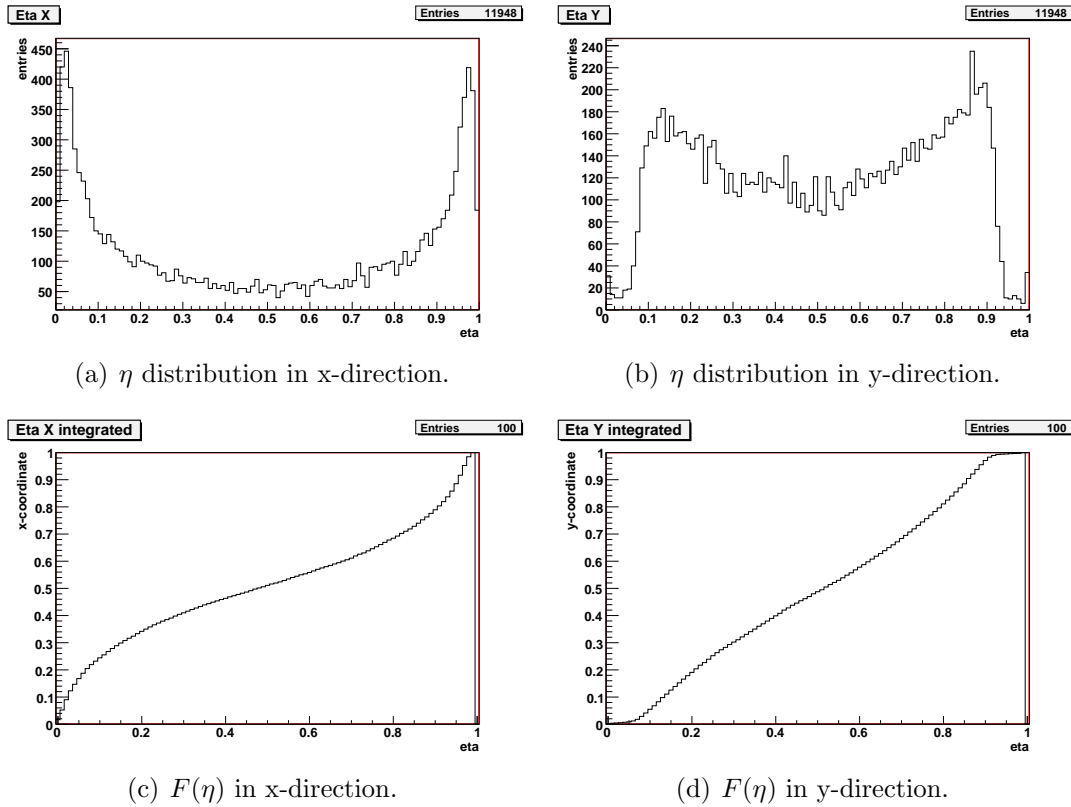 Eta X
Entries 11948
entries
450
400
350
300
250
200
150
100
50
0 0.1 0.2 0.3 0.4 0.5 0.6 0.7 0.8 0.9 1
eta
(a) η distribution in x-direction.
Eta Y
Entries 11948
entries
240
220
200
180
160
140
120
100
80
60
40
20
0
0 0.1 0.2 0.3 0.4 0.5 0.6 0.7 0.8 0.9 1
eta
(b) η distribution in y-direction.
Eta X integrated
Entries 100
x-coordinate
1
0.9
0.8
0.7
0.6
0.5
0.4
0.3
0.2
0.1
0
0 0.2 0.4 0.6 0.8 1
eta
(c) F(η) in x-direction.
Eta Y integrated
Entries 100
y-coordinate
1
0.9
0.8
0.7
0.6
0.5
0.4
0.3
0.2
0.1
0
0 0.2 0.4 0.6 0.8 1
eta
(d) F(η) in y-direction.